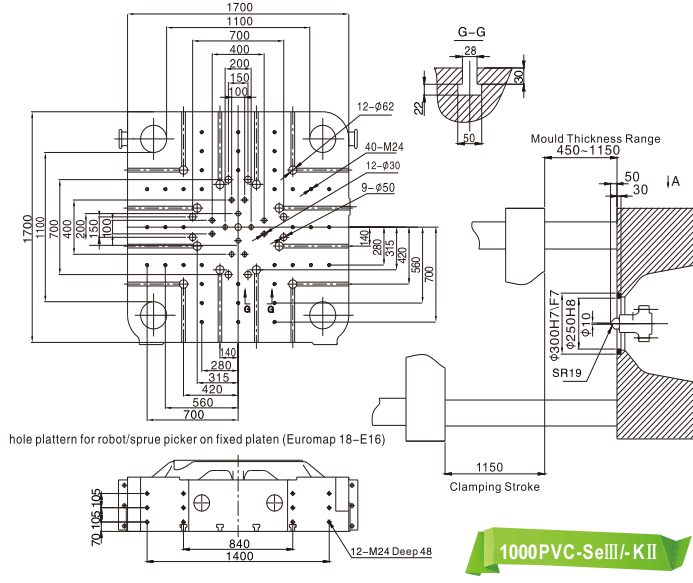 1700
1100
700
400
200
150
100
G-G
28
30
22
50
12-Ø62
40-M24
12-Ø30
9-Ø50
Mould Thickness Range
450~1150
50
30
A
1700
1100
700
400
200
150
100
140
280
315
420
560
700
G
G
140
280
315
420
560
700
Φ300H7\F7
Φ250H8
Φ10
SR19
1150
Clamping Stroke
hole plattern for robot/sprue picker on fixed platen (Euromap 18-E16)
105
105
70
840
1400
12-M24 Deep 48
1000PVC-SeⅢ/-KⅡ